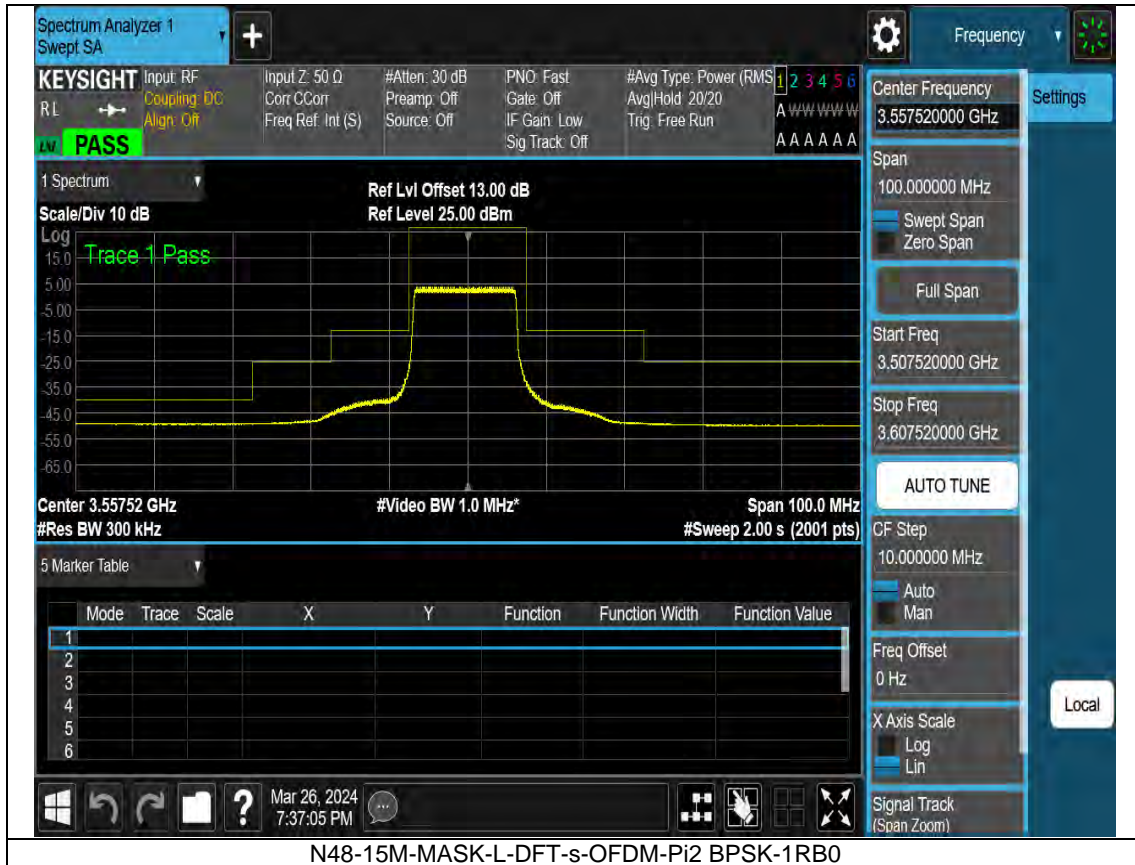 Spectrum Analyzer 1
Swept SA
Frequency
KEYSIGHT
Input: RF
Coupling: DC
Align: Off
Input Z: 50 Ω
Corr CCorr
Freq Ref: Int (S)
#Atten: 30 dB
Preamp: Off
Source: Off
PNO: Fast
Gate: Off
IF Gain: Low
Sig Track: Off
#Avg Type: Power (RMS
Avg|Hold: 20/20
Trig: Free Run
1 2 3 4 5 6
A W W W W W
A A A A A A
R L
PASS
Center Frequency
3.557520000 GHz
Settings
1 Spectrum
Scale/Div 10 dB
Ref Lvl Offset 13.00 dB
Ref Level 25.00 dBm
Log
Trace 1 Pass
15.0
5.00
-5.00
-15.0
-25.0
-35.0
-45.0
-55.0
-65.0
Center 3.55752 GHz
#Video BW 1.0 MHz*
Span 100.0 MHz
#Res BW 300 kHz
#Sweep 2.00 s (2001 pts)
Span
100.000000 MHz
Swept Span
Zero Span
Full Span
Start Freq
3.507520000 GHz
Stop Freq
3.607520000 GHz
AUTO TUNE
CF Step
10.000000 MHz
Auto
Man
Freq Offset
0 Hz
X Axis Scale
Log
Lin
Signal Track
(Span Zoom)
Local
5 Marker Table
Mode Trace Scale X Y Function Function Width Function Value
1
2
3
4
5
6
Mar 26, 2024
7:37:05 PM
N48-15M-MASK-L-DFT-s-OFDM-Pi2 BPSK-1RB0